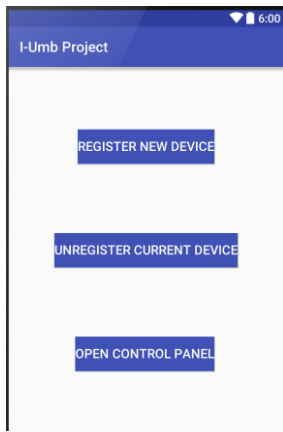 6:00
I-Umb Project
REGISTER NEW DEVICE
UNREGISTER CURRENT DEVICE
OPEN CONTROL PANEL